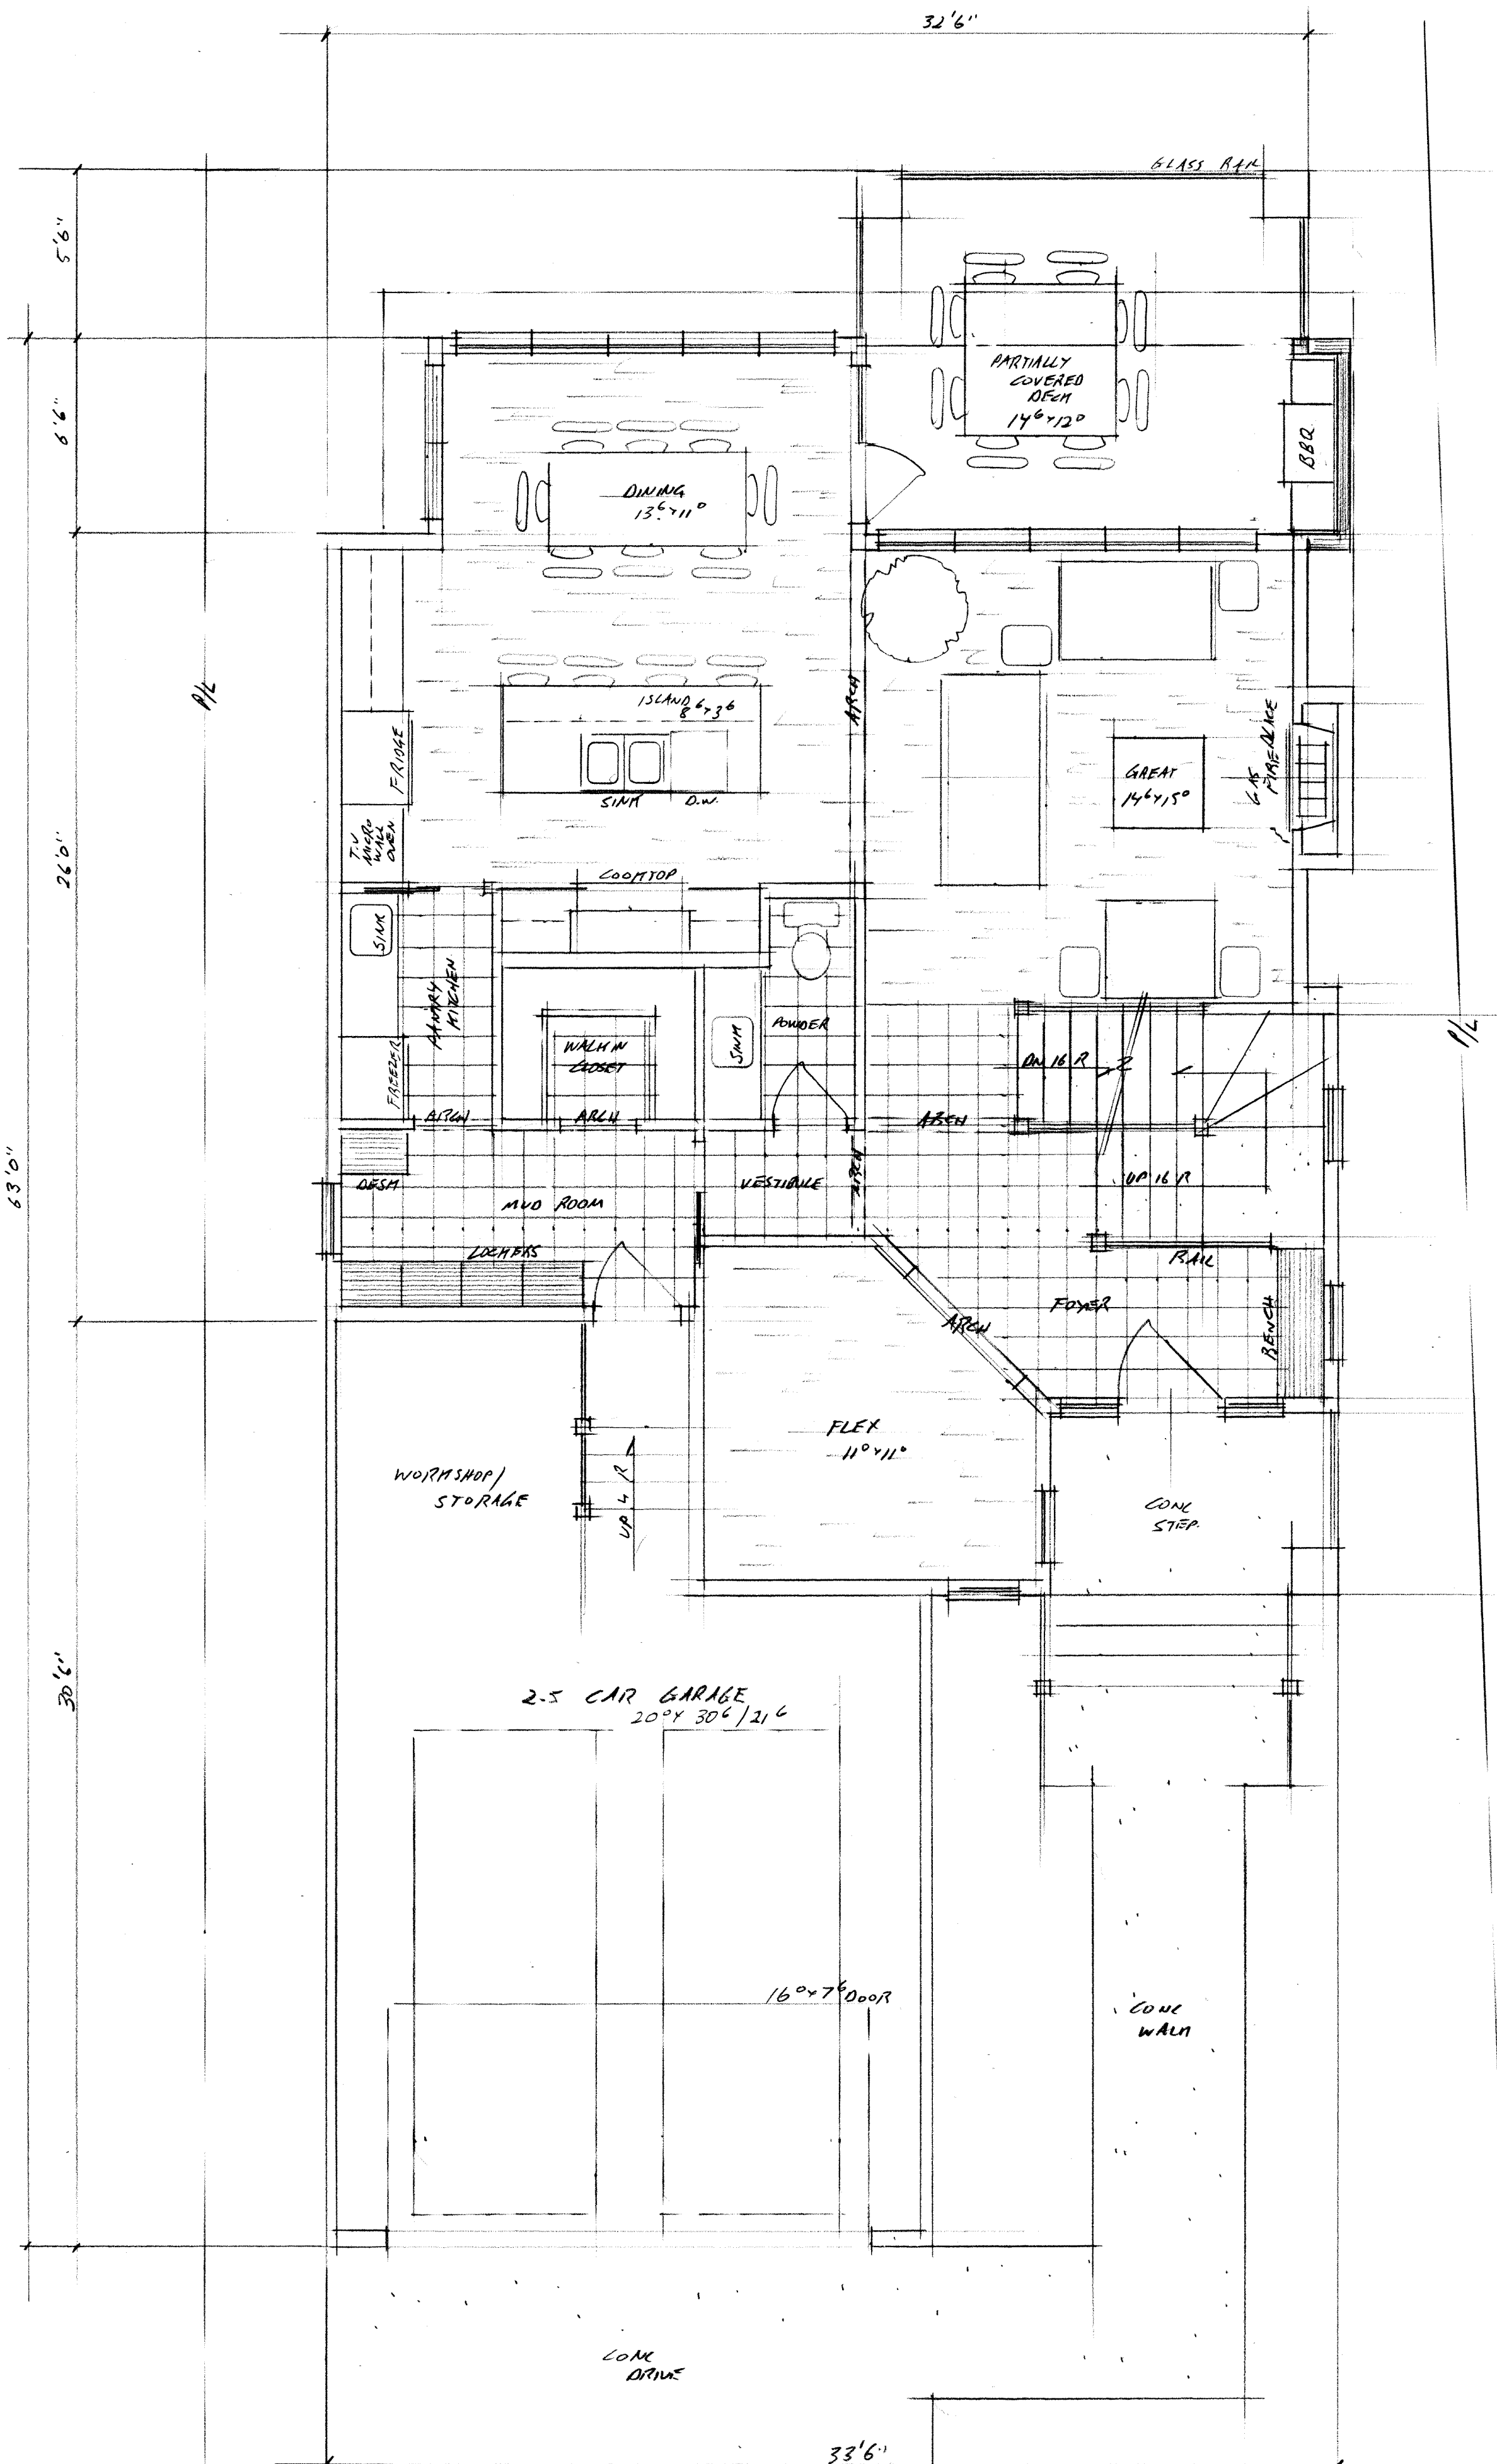 32'6"
GLASS RAIL
5'6"
6'6"
PARTIALLY
COVERED
DECK
14⁶x12⁰
BBQ
DINING
13⁶x11⁰
P/L
ISLAND
8⁶x3⁶
ARCH
FRIDGE
SINK D.W.
GREAT
14⁶x15⁰
GAS
FIREPLACE
T.V
MICRO
WALL
OVEN
26'0"
COOKTOP
SINK
PANTRY
KITCHEN
FREEZER
WALK IN
CLOSET
SINK
POWDER
DN 16 R
P/L
ARCH
ARCH
ARCH
63'0"
DESK
MUD ROOM
VESTIBULE
ARCH
UP 16 R
LOCKERS
RAIL
FOYER
BENCH
ARCH
FLEX
11⁰x11⁰
WORKSHOP/
STORAGE
UP 4 R
CONC
STEP.
30'6"
2.5 CAR GARAGE
20⁰x 30⁶/21⁶
16⁰x7⁶ DOOR
CONC
WALK
CONC
DRIVE
33'6"